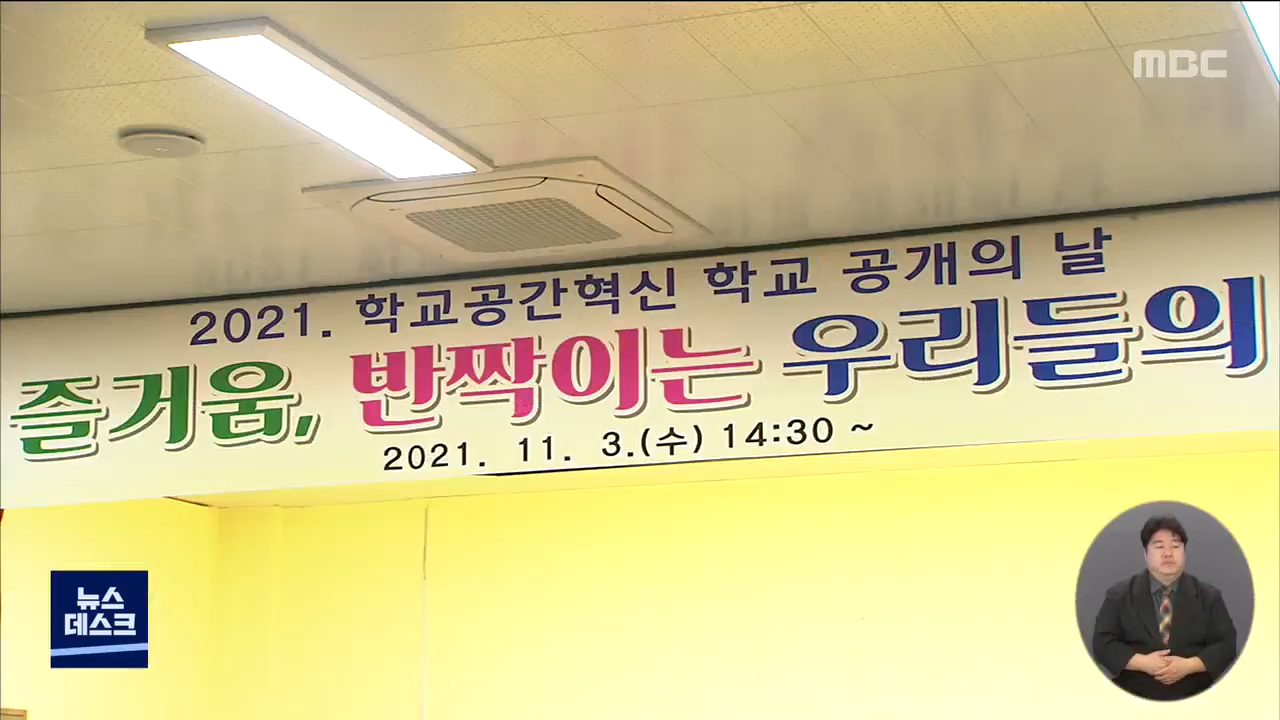 MBC
2021. 학교공간혁신 학교 공개의 날
즐거움, 반짝이는 우리들의
2021. 11. 3.(수) 14:30 ~
뉴스
데스크